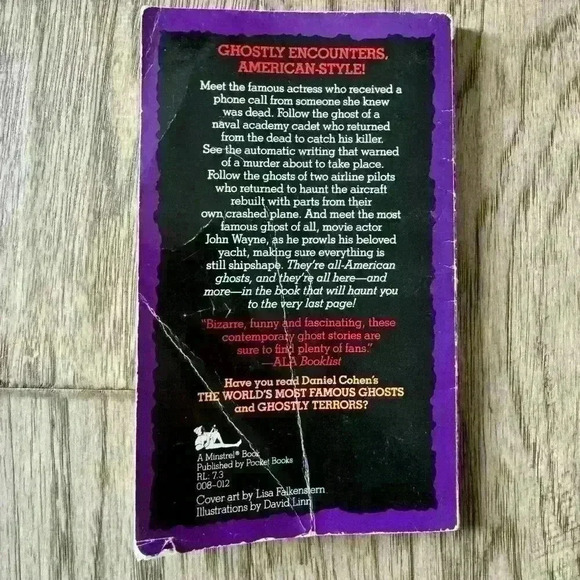 GHOSTLY ENCOUNTERS,
AMERICAN-STYLE!
Meet the famous actress who received a
phone call from someone she knew
was dead. Follow the ghost of a
naval academy cadet who returned
from the dead to catch his killer.
See the automatic writing that warned
of a murder about to take place.
Follow the ghosts of two airline pilots
who returned to haunt the aircraft
rebuilt with parts from their
own crashed plane. And meet the most
famous ghost of all, movie actor
John Wayne, as he prowls his beloved
yacht, making sure everything is
still shipshape. They're all-American
ghosts, and they're all here—and
more—in the book that will haunt you
to the very last page!
"Bizarre, funny and fascinating, these
contemporary ghost stories are
sure to find plenty of fans."
—ALA Booklist
Have you read Daniel Cohen's
THE WORLD'S MOST FAMOUS GHOSTS
and GHOSTLY TERRORS?
A Minstrel® Book
Published by Pocket Books
RL: 7.3
008-012
Cover art by Lisa Falkenstern
Illustrations by David Linn